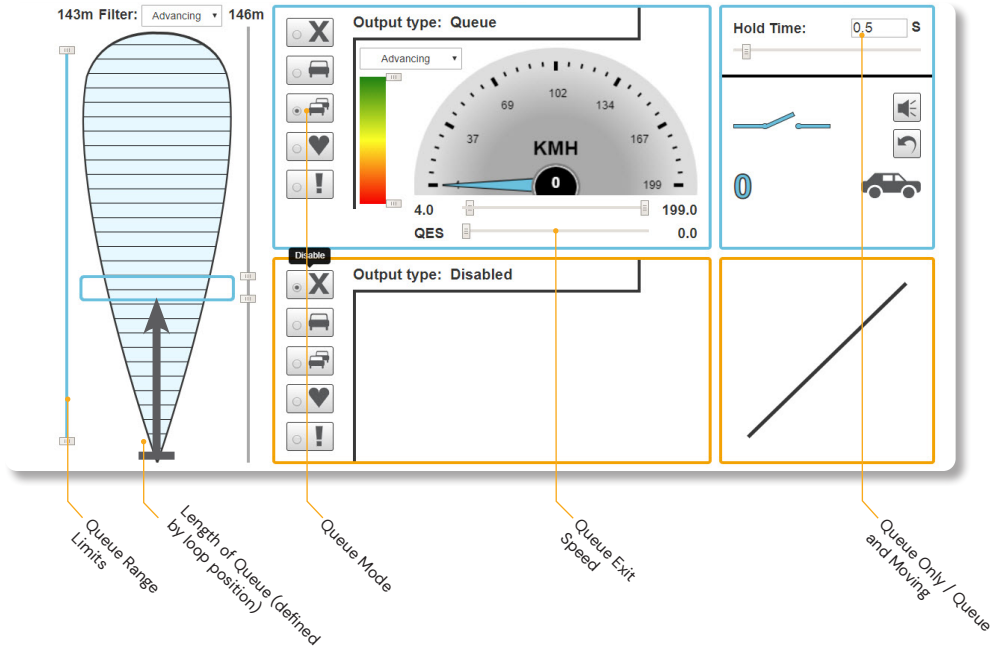 143m Filter: Advancing 146m
Output type: Queue
Advancing
37
69
102
134
167
199
KMH
0
4.0 199.0
QES 0.0
Hold Time: 0.5 S
0
Disable
Output type: Disabled
Queue Range
Limits
Length of Queue (defined
by loop position)
Queue Mode
Queue Exit
Speed
Queue Only / Queue
and Moving